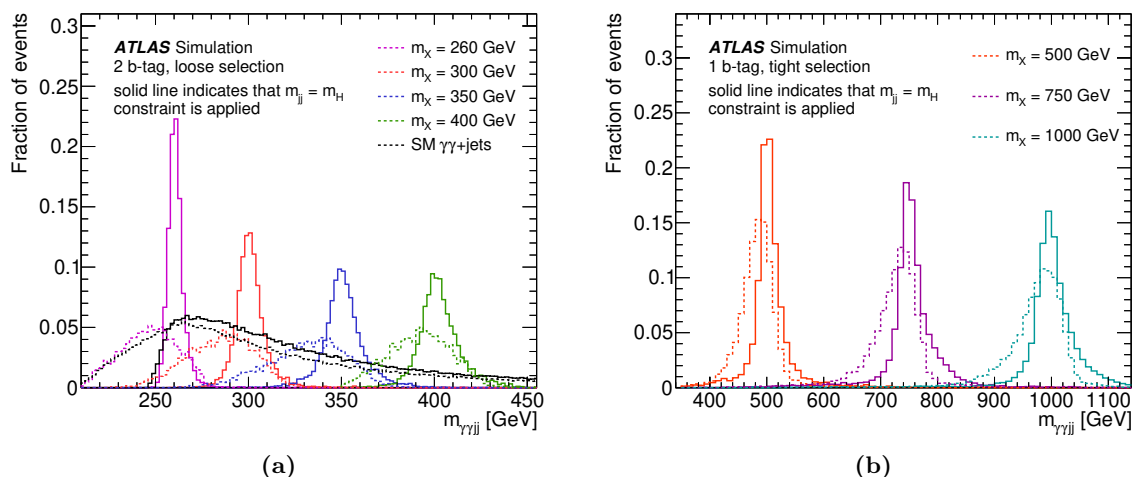 Fraction of events
0.3
0.25
0.2
0.15
0.1
0.05
0
ATLAS Simulation
2 b-tag, loose selection
solid line indicates that m_jj = m_H
constraint is applied
m_X = 260 GeV
m_X = 300 GeV
m_X = 350 GeV
m_X = 400 GeV
SM γγ+jets
250 300 350 400 450
m_γγjj [GeV]
(a)
Fraction of events
0.3
0.25
0.2
0.15
0.1
0.05
0
ATLAS Simulation
1 b-tag, tight selection
solid line indicates that m_jj = m_H
constraint is applied
m_X = 500 GeV
m_X = 750 GeV
m_X = 1000 GeV
400 500 600 700 800 900 1000 1100
m_γγjj [GeV]
(b)